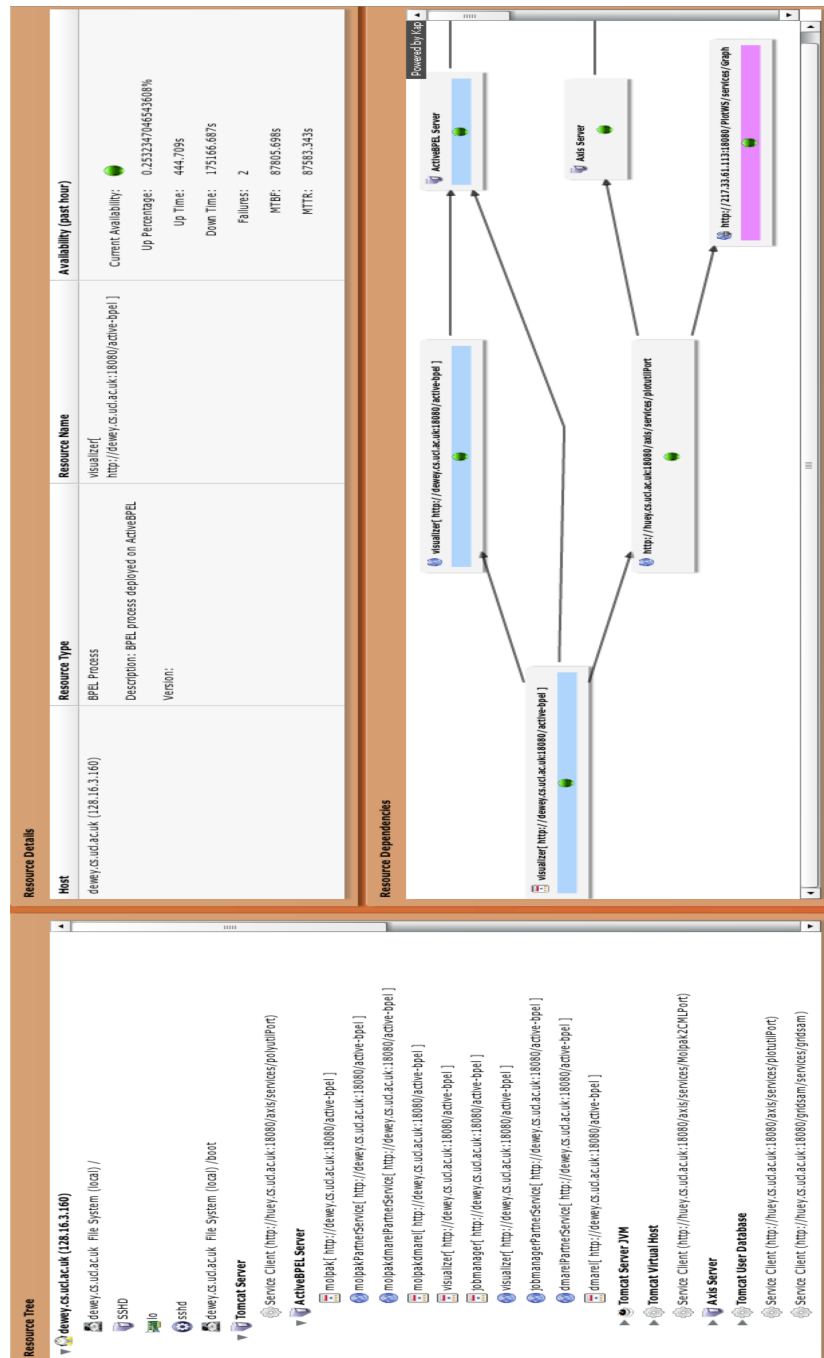 Resource Tree
dewey.cs.ucl.ac.uk (128.16.3.160)
dewey.cs.ucl.ac.uk File System (local) /
SSHD
lo
sshd
dewey.cs.ucl.ac.uk File System (local) /boot
Tomcat Server
Service Client (http://huey.cs.ucl.ac.uk:18080/axis/services/polyutilPort)
ActiveBPEL Server
molpak[ http://dewey.cs.ucl.ac.uk:18080/active-bpel ]
molpakPartnerService[ http://dewey.cs.ucl.ac.uk:18080/active-bpel ]
molpakdmarelPartnerService[ http://dewey.cs.ucl.ac.uk:18080/active-bpel ]
molpakdmarel[ http://dewey.cs.ucl.ac.uk:18080/active-bpel ]
visualizer[ http://dewey.cs.ucl.ac.uk:18080/active-bpel ]
jobmanager[ http://dewey.cs.ucl.ac.uk:18080/active-bpel ]
visualizer[ http://dewey.cs.ucl.ac.uk:18080/active-bpel ]
jobmanagerPartnerService[ http://dewey.cs.ucl.ac.uk:18080/active-bpel ]
dmarelPartnerService[ http://dewey.cs.ucl.ac.uk:18080/active-bpel ]
dmarel[ http://dewey.cs.ucl.ac.uk:18080/active-bpel ]
Tomcat Server JVM
Tomcat Virtual Host
Service Client (http://huey.cs.ucl.ac.uk:18080/axis/services/Molpak2CMLPort)
Axis Server
Tomcat User Database
Service Client (http://huey.cs.ucl.ac.uk:18080/axis/services/plotutilPort)
Service Client (http://huey.cs.ucl.ac.uk:18080/gridsam/services/gridsam)
Resource Details
Host
Resource Type
Resource Name
Availability (past hour)
dewey.cs.ucl.ac.uk (128.16.3.160)
BPEL Process
Description: BPEL process deployed on ActiveBPEL
Version:
visualizer[
http://dewey.cs.ucl.ac.uk:18080/active-bpel ]
Current Availability:
Up Percentage: 0.2532347046543608%
Up Time: 444.709s
Down Time: 175166.687s
Failures: 2
MTBF: 87805.698s
MTTR: 87583.343s
Resource Dependencies
Powered by Kap
visualizer[ http://dewey.cs.ucl.ac.uk:18080/active-bpel ]
visualizer[ http://dewey.cs.ucl.ac.uk:18080/active-bpel ]
ActiveBPEL Server
http://huey.cs.ucl.ac.uk:18080/axis/services/plotutilPort
Axis Server
http://217.33.61.113:18080/PlotWS/services/Graph